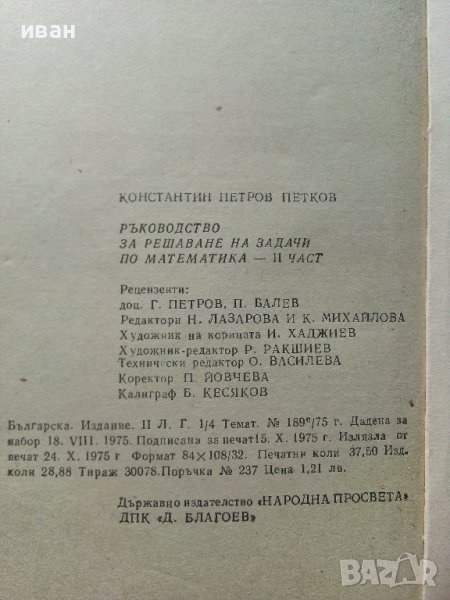 иван
КОНСТАНТИН ПЕТРОВ ПЕТКОВ
РЪКОВОДСТВО
ЗА РЕШАВАНЕ НА ЗАДАЧИ
ПО МАТЕМАТИКА — II ЧАСТ
Рецензенти:
доц. Г. ПЕТРОВ, П. БАЛЕВ
Редактори Н. ЛАЗАРОВА И К. МИХАЙЛОВА
Художник на корицата И. ХАДЖИЕВ
Художник-редактор Р. РАКШИЕВ
Технически редактор О. ВАСИЛЕВА
Коректор П. ЙОВЧЕВА
Калиграф Б. КЕСЯКОВ
Българска. Издание. II Л. Г. 1/4 Темат. № 189°/75 г. Дадена за
набор 18. VIII. 1975. Подписана за печат 15. X. 1975 г. Излязла от
печат 24. X. 1975 г Формат 84×108/32. Печатни коли 37,50 Изд.
коли 28,88 Тираж 30078. Поръчка № 237 Цена 1,21 лв.
Държавно издателство «НАРОДНА ПРОСВЕТА»
ДПК «Д. БЛАГОЕВ»
BAZAR.BG